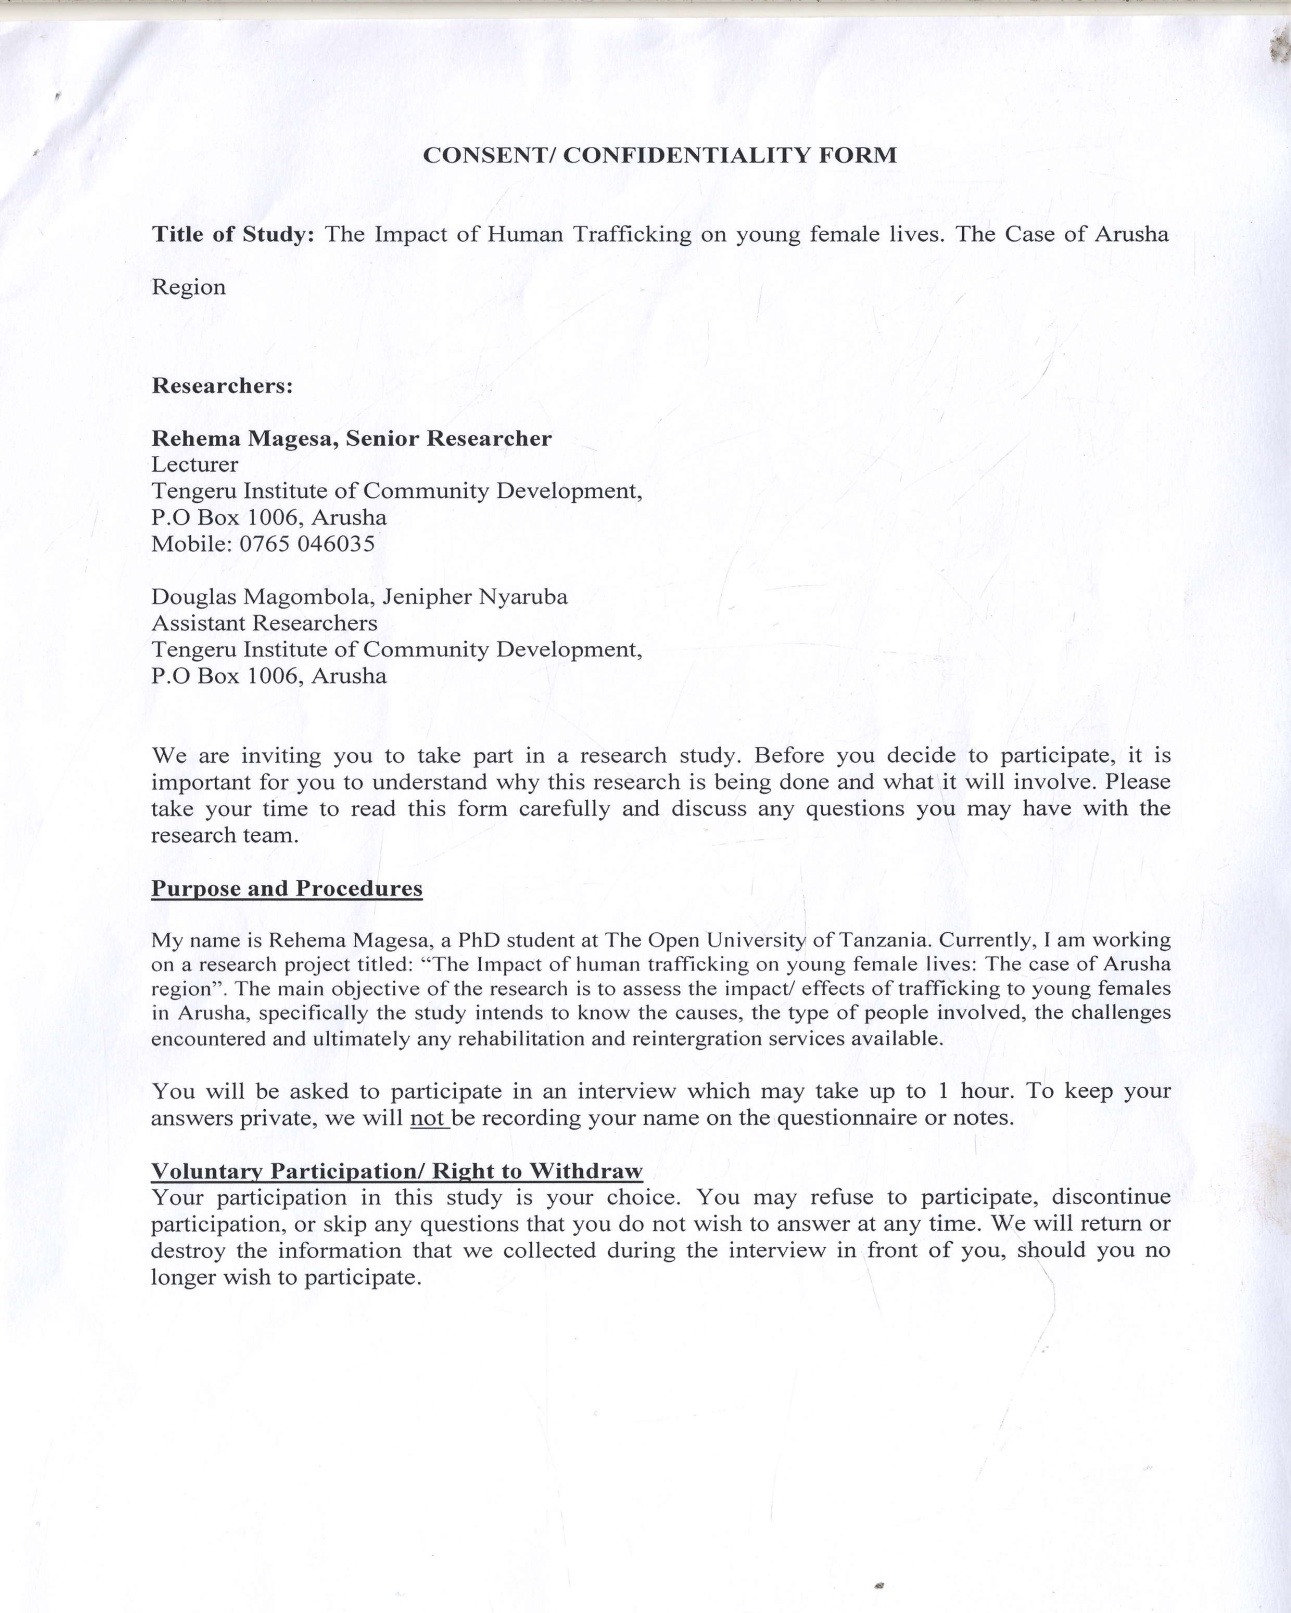 CONSENT/ CONFIDENTIALITY FORM
Title of Study: The Impact of Human Trafficking on young female lives. The Case of Arusha
Region
Researchers:
Rehema Magesa, Senior Researcher
Lecturer
Tengeru Institute of Community Development,
P.O Box 1006, Arusha
Mobile: 0765 046035
Douglas Magombola, Jenipher Nyaruba
Assistant Researchers
Tengeru Institute of Community Development,
P.O Box 1006, Arusha
We are inviting you to take part in a research study. Before you decide to participate, it is
important for you to understand why this research is being done and what it will involve. Please
take your time to read this form carefully and discuss any questions you may have with the
research team.
Purpose and Procedures
My name is Rehema Magesa, a PhD student at The Open University of Tanzania. Currently, I am working
on a research project titled: “The Impact of human trafficking on young female lives: The case of Arusha
region”. The main objective of the research is to assess the impact/ effects of trafficking to young females
in Arusha, specifically the study intends to know the causes, the type of people involved, the challenges
encountered and ultimately any rehabilitation and reintergration services available.
You will be asked to participate in an interview which may take up to 1 hour. To keep your
answers private, we will not be recording your name on the questionnaire or notes.
Voluntary Participation/ Right to Withdraw
Your participation in this study is your choice. You may refuse to participate, discontinue
participation, or skip any questions that you do not wish to answer at any time. We will return or
destroy the information that we collected during the interview in front of you, should you no
longer wish to participate.